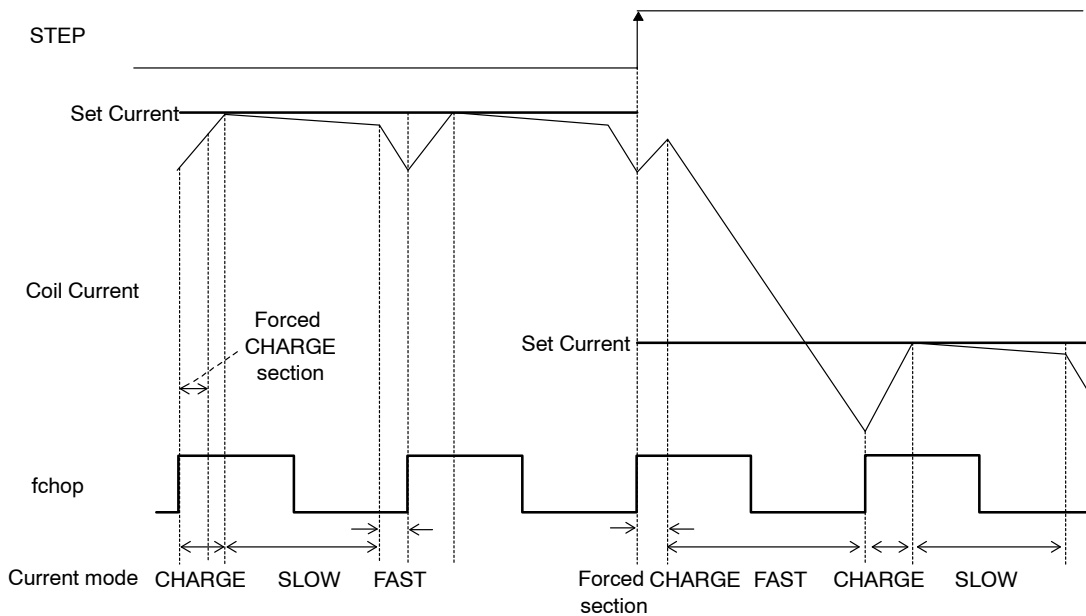 STEP
Set Current
Coil Current
Forced
CHARGE
section
Set Current
fchop
Current mode CHARGE SLOW FAST Forced CHARGE FAST CHARGE SLOW
section